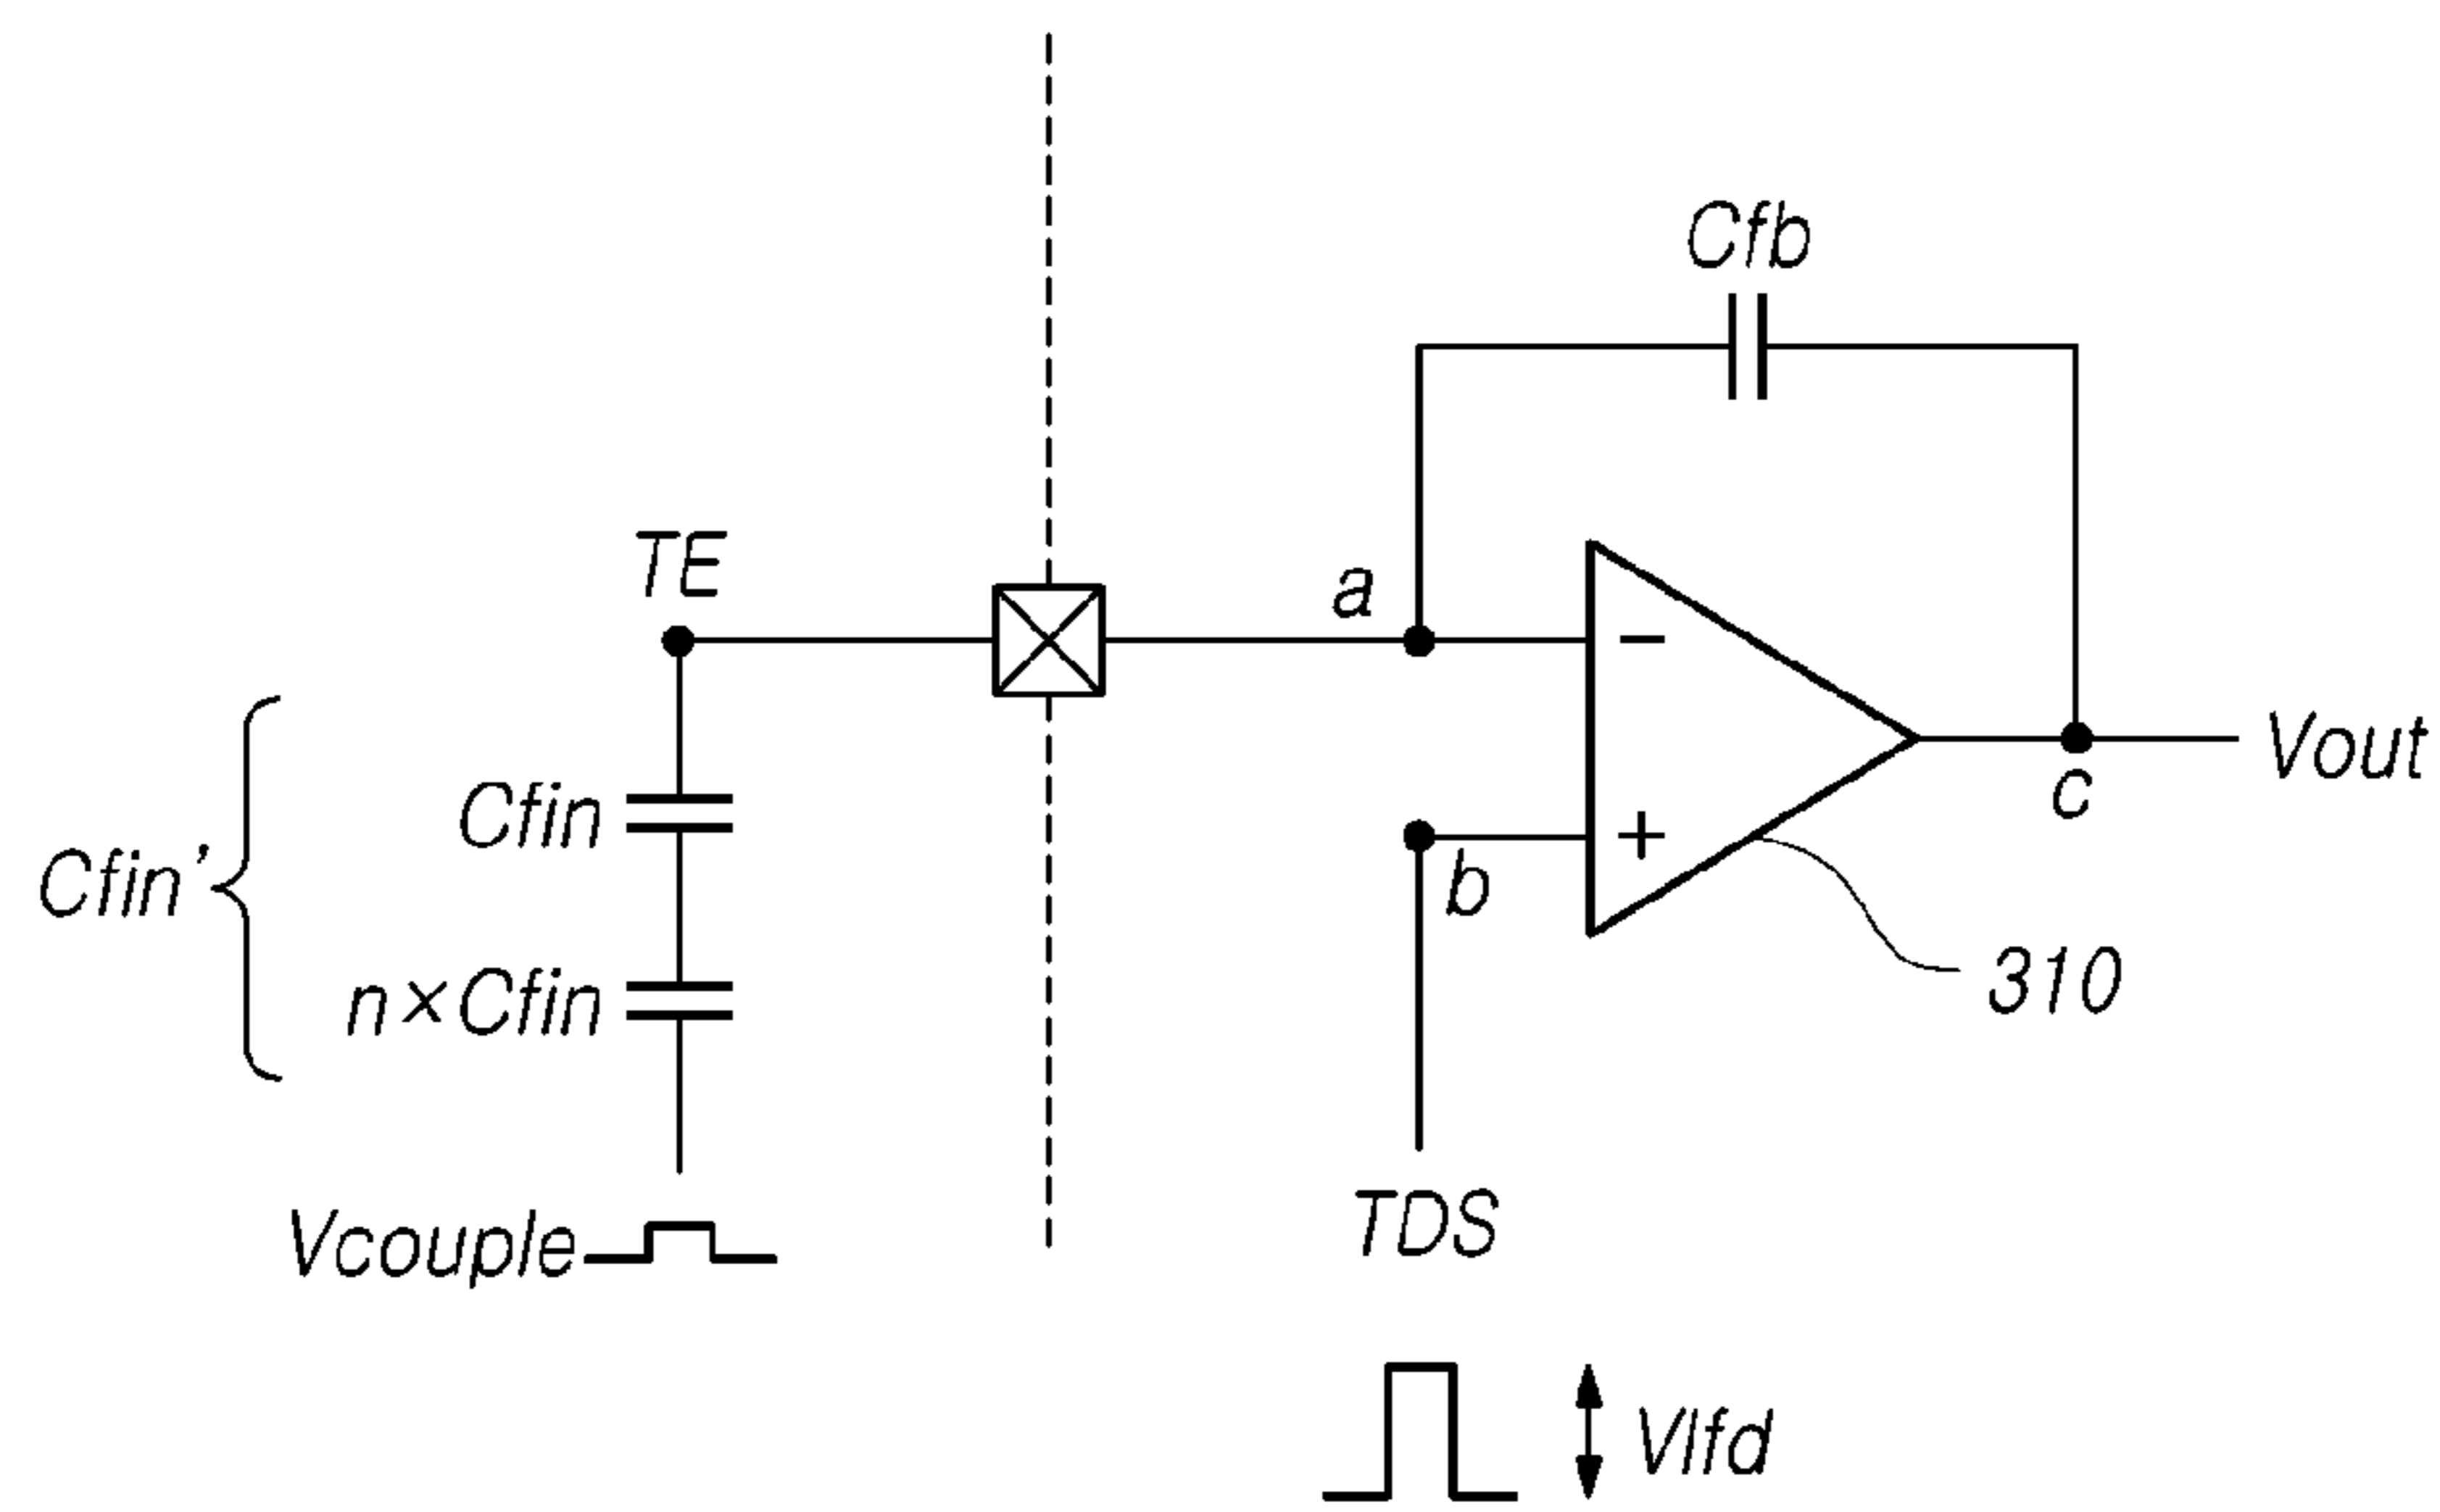 Cfb
TE
a
−
Cfin
Cfin’
b
+
c
Vout
n×Cfin
310
Vcouple
TDS
Vlfd